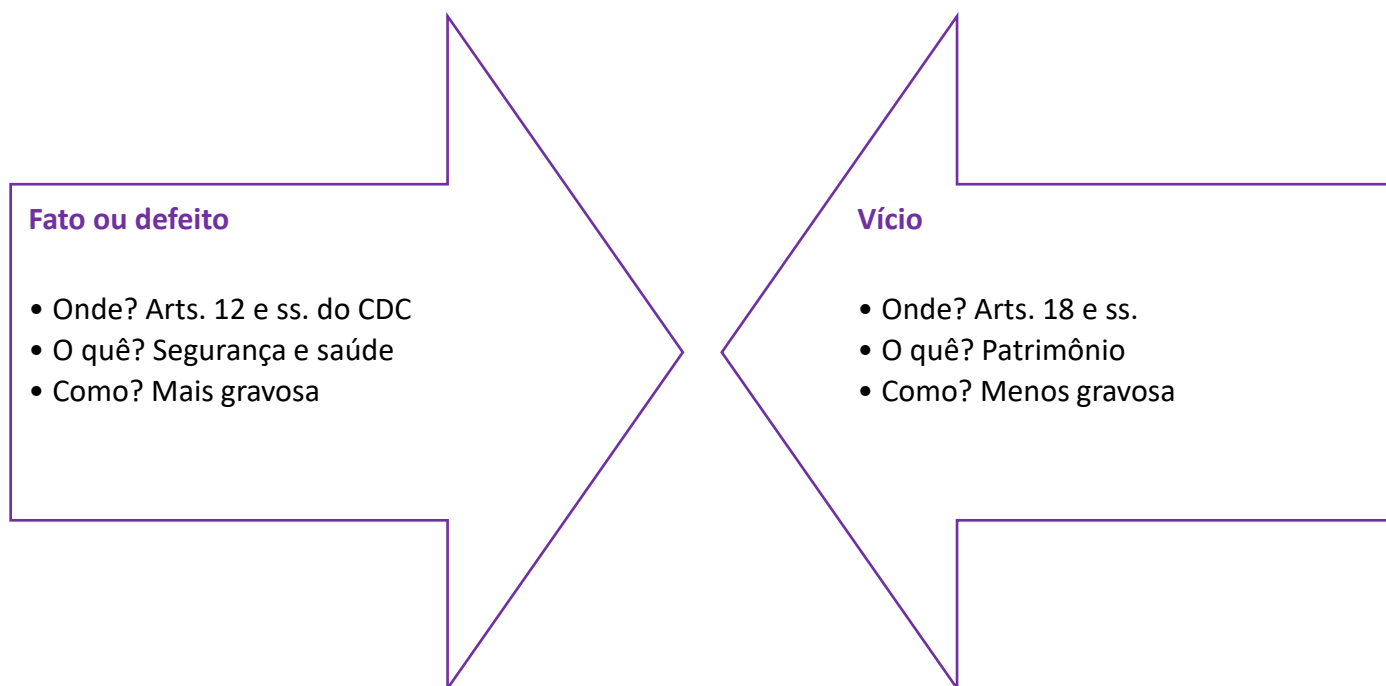 Fato ou defeito
• Onde? Arts. 12 e ss. do CDC
• O quê? Segurança e saúde
• Como? Mais gravosa
Vício
• Onde? Arts. 18 e ss.
• O quê? Patrimônio
• Como? Menos gravosa